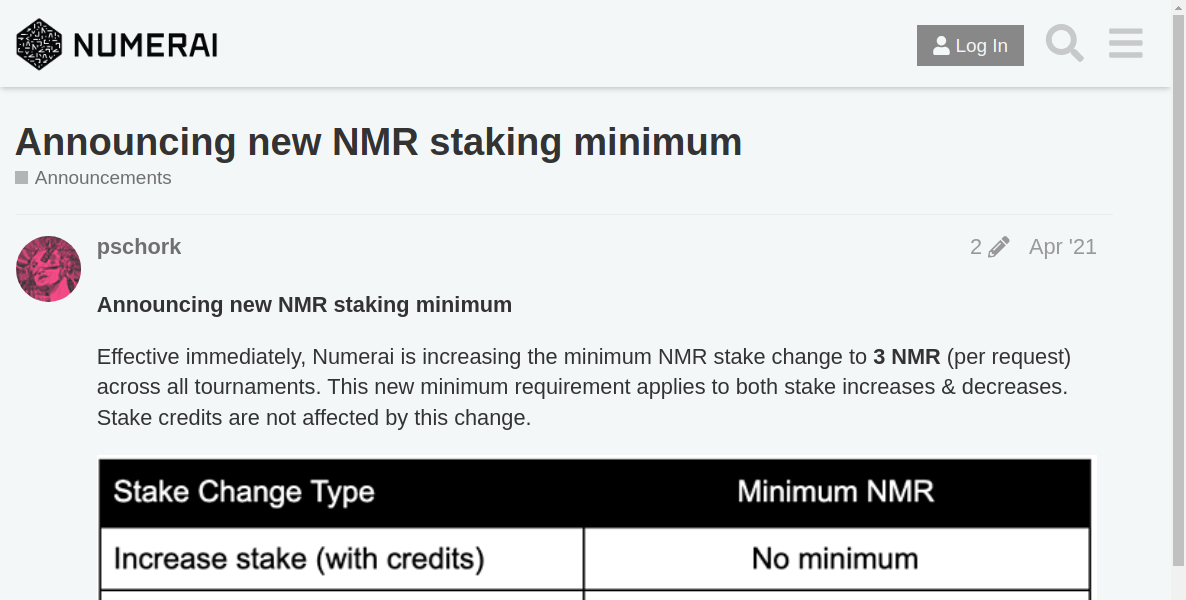 NUMERAI
Log In
Announcing new NMR staking minimum
Announcements
pschork
2
Apr '21
Announcing new NMR staking minimum
Effective immediately, Numerai is increasing the minimum NMR stake change to 3 NMR (per request)
across all tournaments. This new minimum requirement applies to both stake increases & decreases.
Stake credits are not affected by this change.
Stake Change Type
Minimum NMR
Increase stake (with credits)
No minimum